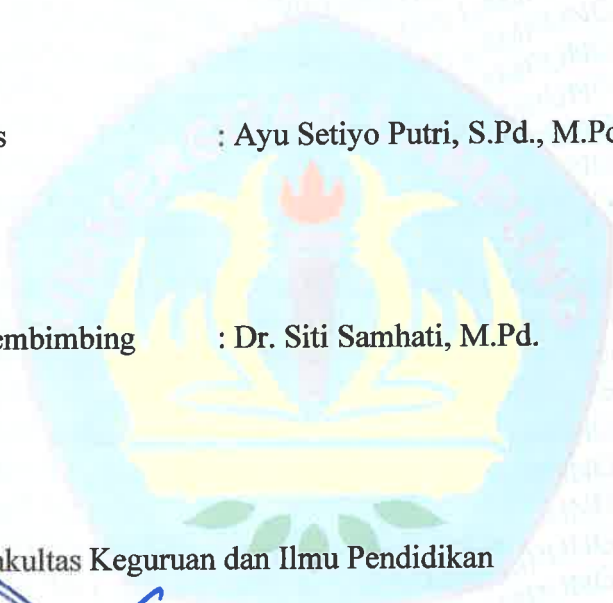 s : Ayu Setiyo Putri, S.Pd., M.Pd
embimbing : Dr. Siti Samhati, M.Pd.
akultas Keguruan dan Ilmu Pendidikan